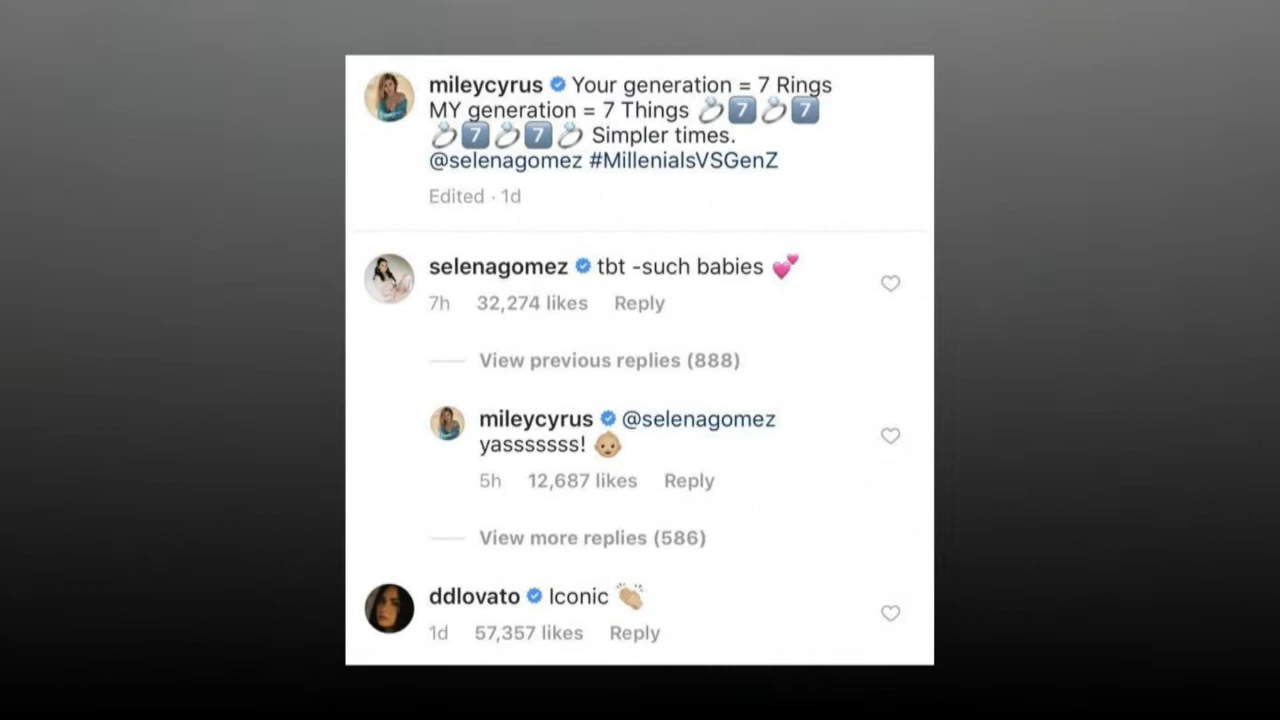 mileycyrus Your generation = 7 Rings
MY generation = 7 Things 💍7️⃣💍7️⃣
💍7️⃣💍7️⃣💍 Simpler times.
@selenagomez #MillenialsVSGenZ
Edited · 1d
selenagomez tbt -such babies 💕
7h 32,274 likes Reply
View previous replies (888)
mileycyrus @selenagomez
yasssssss! 👶🏼
5h 12,687 likes Reply
View more replies (586)
ddlovato Iconic 👏🏼
1d 57,357 likes Reply